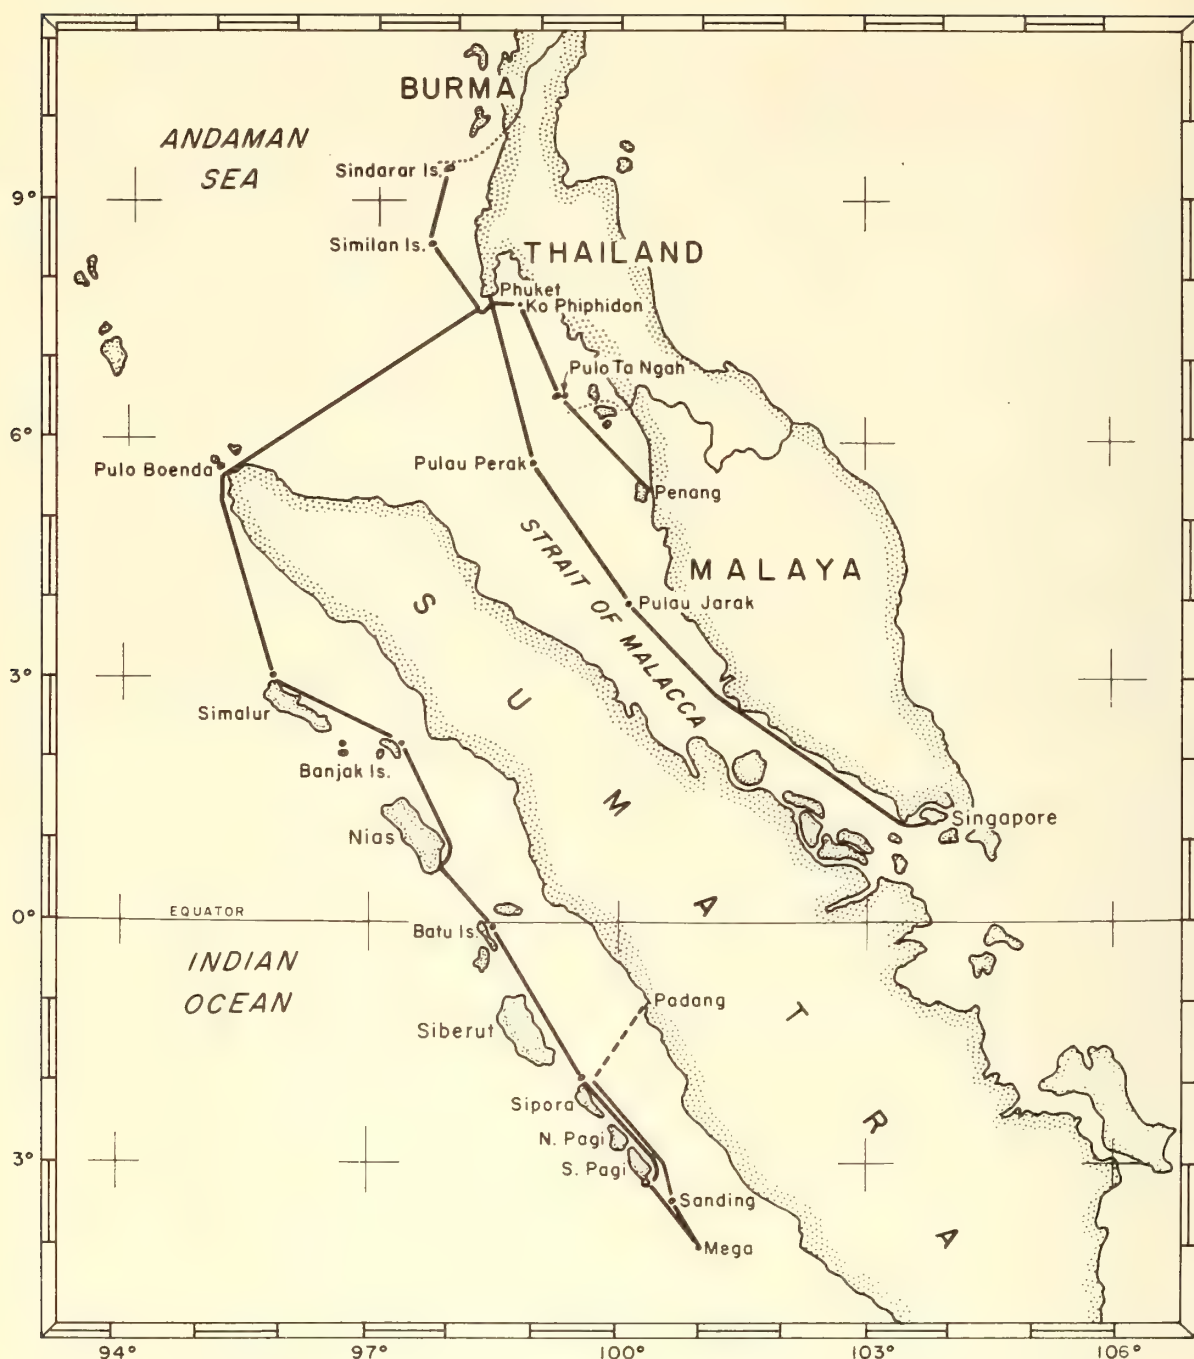 BURMA
ANDAMAN
SEA
Sindarar Is.
9°
Similan Is.
THAILAND
Phuket
Ko Phiphidon
Pulo Ta Ngah
6°
Pulo Boenda
Pulau Perak
Penang
STRAIT OF MALACCA
MALAYA
Pulau Jarak
3°
Simalur
Banjak Is.
Nias
Singapore
SUMATRA
0°
EQUATOR
Batu Is.
INDIAN
OCEAN
Padang
Siberut
Sipora
N. Pagi
S. Pagi
3°
Sanding
Mega
94°
97°
100°
103°
106°